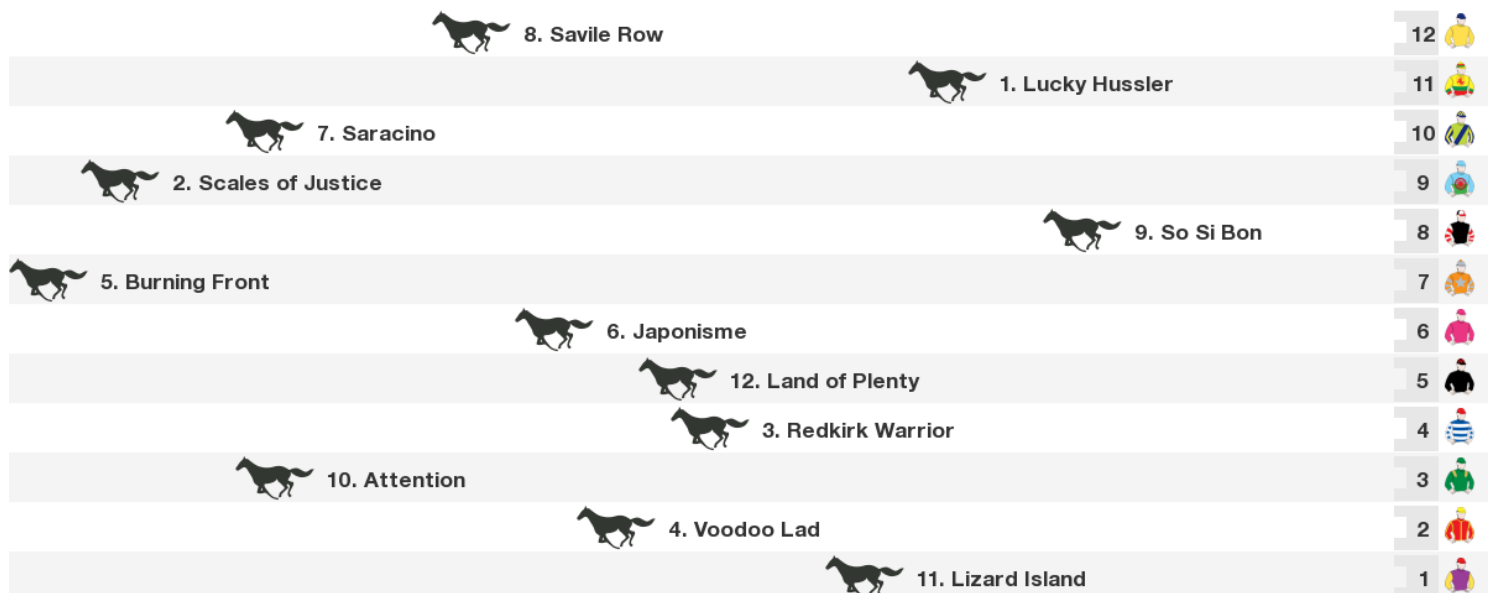 8. Savile Row 12
1. Lucky Hussler 11
7. Saracino 10
2. Scales of Justice 9
9. So Si Bon 8
5. Burning Front 7
6. Japonisme 6
12. Land of Plenty 5
3. Redkirk Warrior 4
10. Attention 3
4. Voodoo Lad 2
11. Lizard Island 1